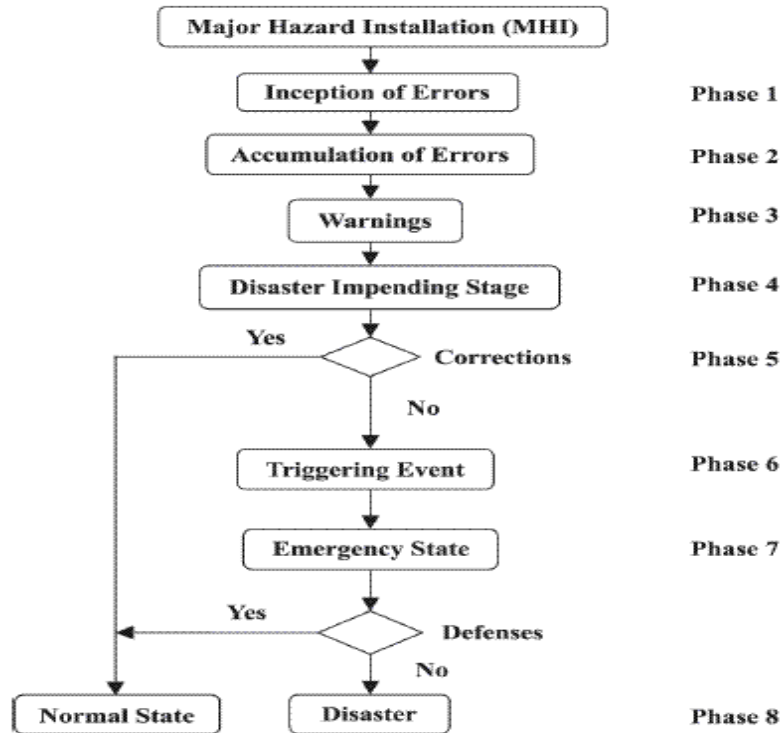 Major Hazard Installation (MHI)
Inception of Errors Phase 1
Accumulation of Errors Phase 2
Warnings Phase 3
Disaster Impending Stage Phase 4
Yes
Corrections Phase 5
No
Triggering Event Phase 6
Emergency State Phase 7
Yes
Defenses
No
Normal State Disaster Phase 8